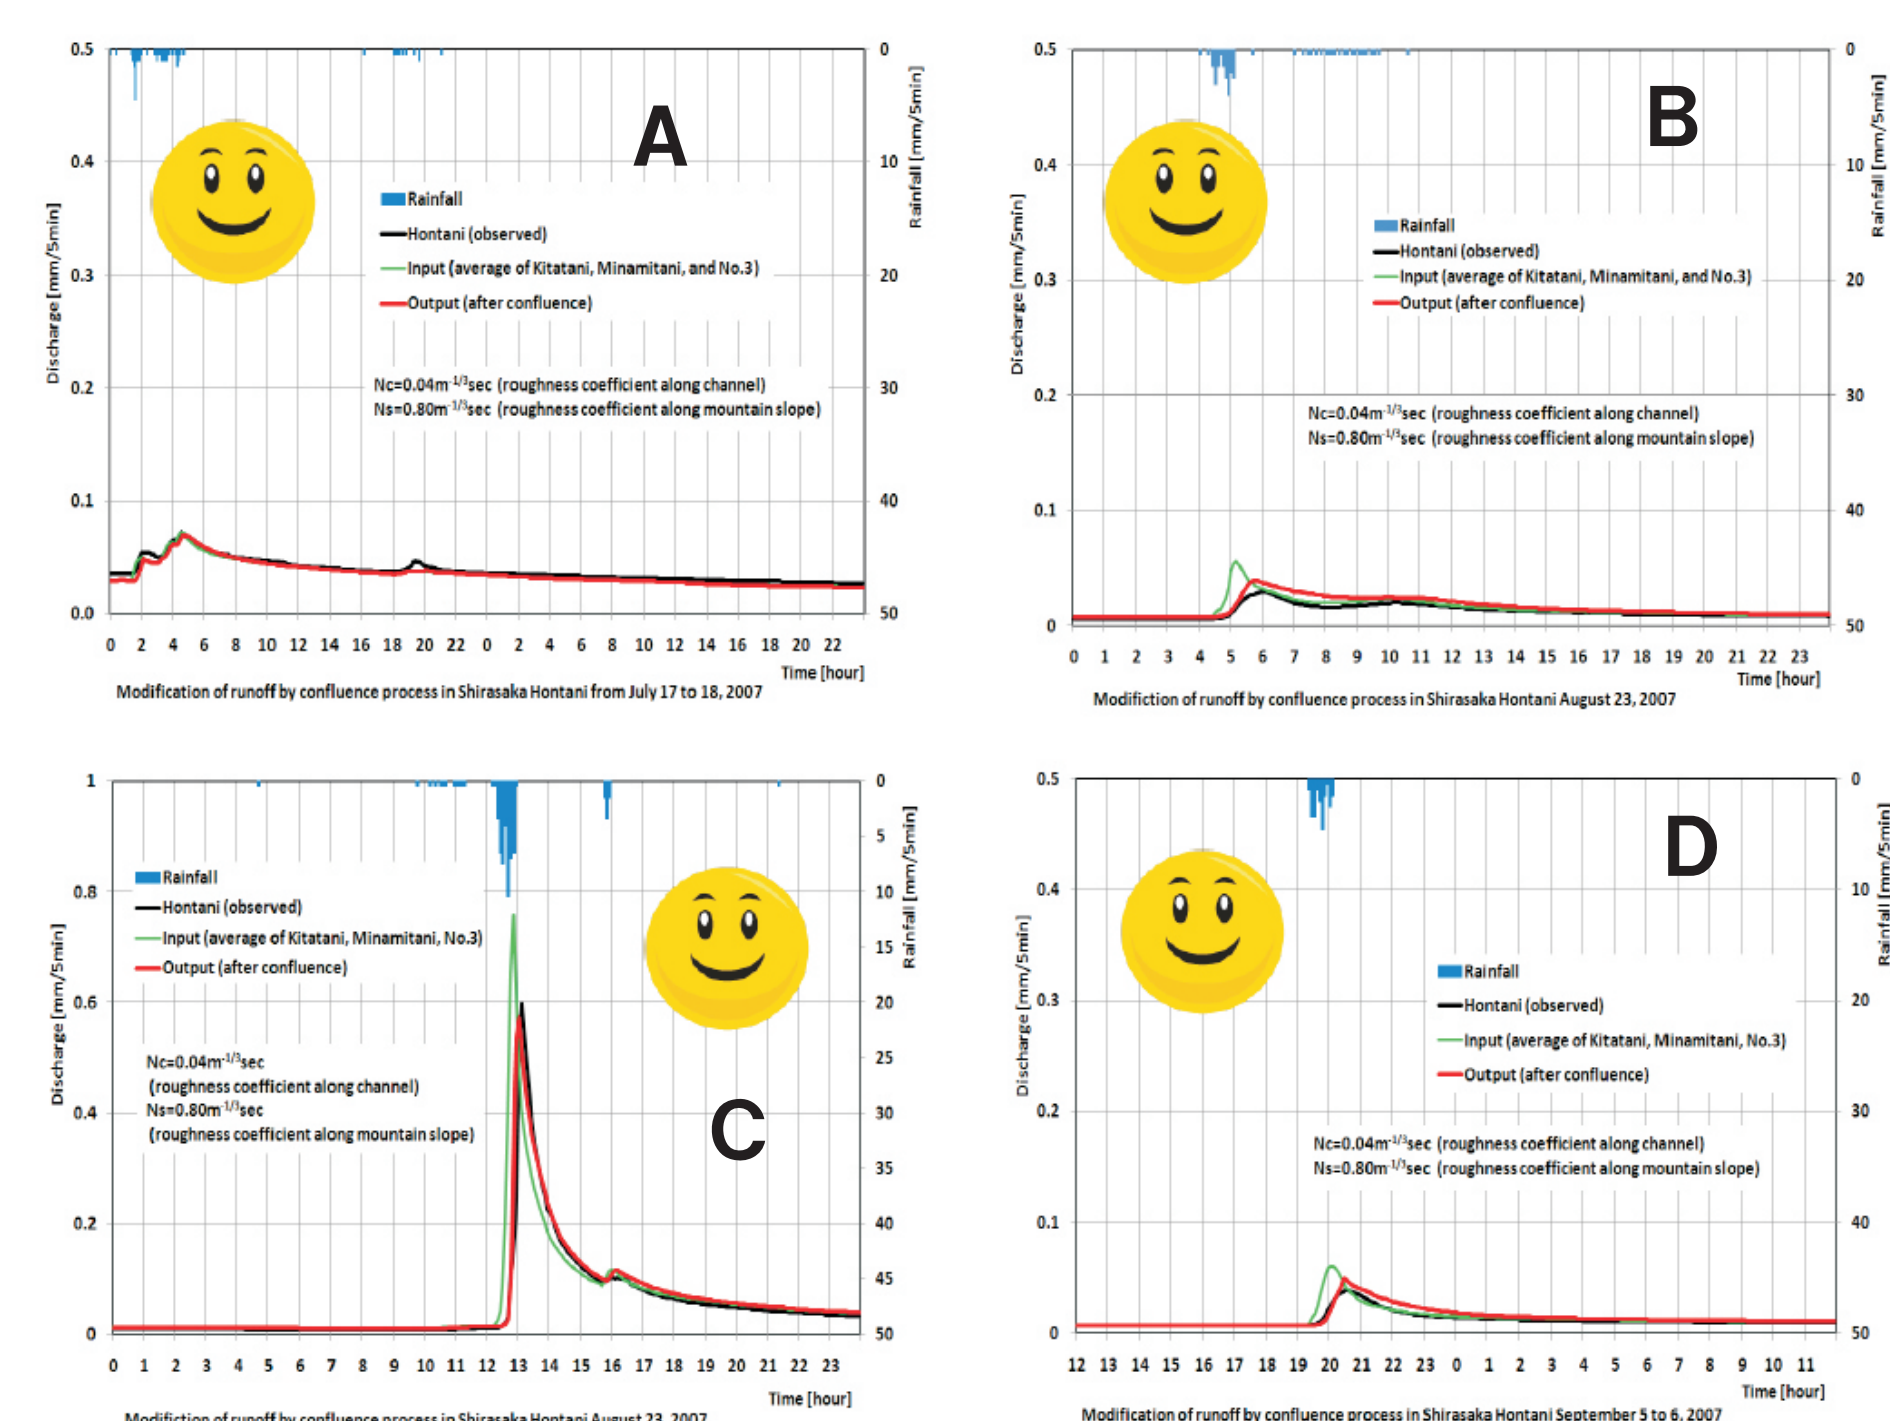 0.5
0.4
0.3
0.2
0.1
0.0
Discharge [mm/5min]
0
10
20
30
40
50
Rainfall [mm/5min]
A
Rainfall
Hontani (observed)
Input (average of Kitatani, Minamitani, and No.3)
Output (after confluence)
Nc=0.04m-1/3sec (roughness coefficient along channel)
Ns=0.80m-1/3sec (roughness coefficient along mountain slope)
0 2 4 6 8 10 12 14 16 18 20 22 0 2 4 6 8 10 12 14 16 18 20 22
Time [hour]
Modification of runoff by confluence process in Shirasaka Hontani from July 17 to 18, 2007
0.5
0.4
0.3
0.2
0.1
0
Discharge [mm/5min]
0
10
20
30
40
50
Rainfall [mm/5min]
B
Rainfall
Hontani (observed)
Input (average of Kitatani, Minamitani, and No.3)
Output (after confluence)
Nc=0.04m-1/3sec (roughness coefficient along channel)
Ns=0.80m-1/3sec (roughness coefficient along mountain slope)
0 1 2 3 4 5 6 7 8 9 10 11 12 13 14 15 16 17 18 19 20 21 22 23
Time [hour]
Modifiction of runoff by confluence process in Shirasaka Hontani August 23, 2007
1
0.8
0.6
0.4
0.2
0
Discharge [mm/5min]
0
5
10
15
20
25
30
35
40
45
50
Rainfall [mm/5min]
Rainfall
Hontani (observed)
Input (average of Kitatani, Minamitani, No.3)
Output (after confluence)
Nc=0.04m-1/3sec
(roughness coefficient along channel)
Ns=0.80m-1/3sec
(roughness coefficient along mountain slope)
C
0 1 2 3 4 5 6 7 8 9 10 11 12 13 14 15 16 17 18 19 20 21 22 23
Time [hour]
Modifiction of runoff by confluence process in Shirasaka Hontani August 23, 2007
0.5
0.4
0.3
0.2
0.1
0
Discharge [mm/5min]
0
10
20
30
40
50
Rainfall [mm/5min]
D
Rainfall
Hontani (observed)
Input (average of Kitatani, Minamitani, No.3)
Output (after confluence)
Nc=0.04m-1/3sec (roughness coefficient along channel)
Ns=0.80m-1/3sec (roughness coefficient along mountain slope)
12 13 14 15 16 17 18 19 20 21 22 23 0 1 2 3 4 5 6 7 8 9 10 11
Time [hour]
Modification of runoff by confluence process in Shirasaka Hontani September 5 to 6, 2007